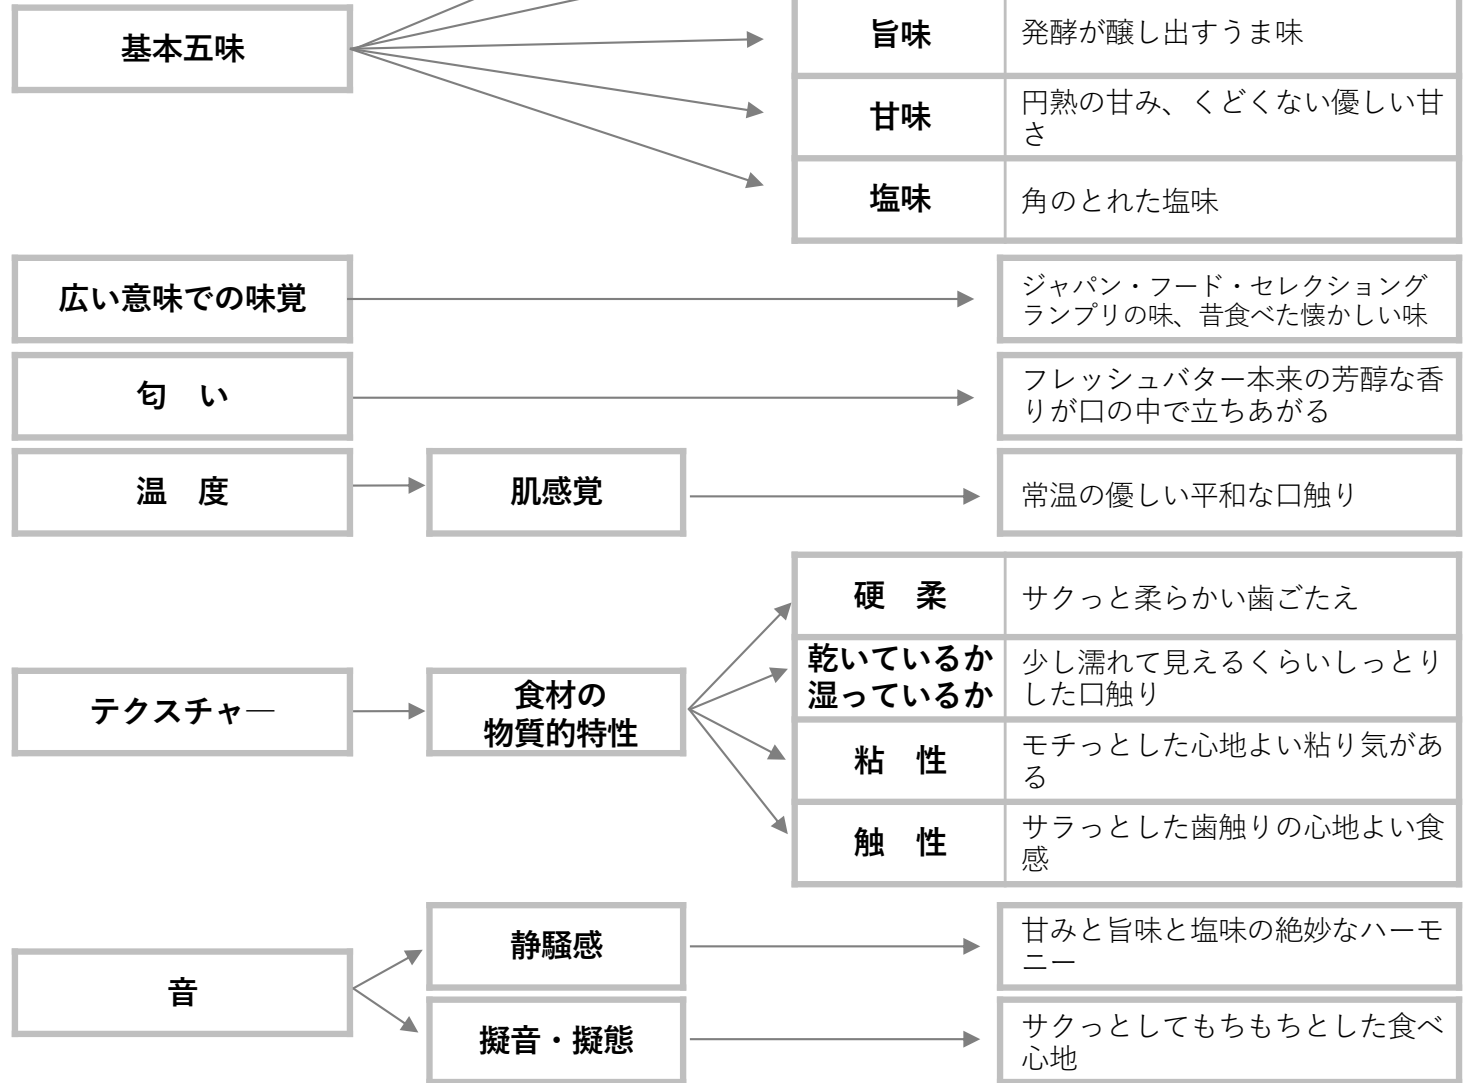 基本五味
旨味
発酵が醸し出すうま味
甘味
円熟の甘み、くどくない優しい甘
さ
塩味
角のとれた塩味
広い意味での味覚
ジャパン・フード・セレクショング
ランプリの味、昔食べた懐かしい味
匂　い
フレッシュバター本来の芳醇な香
りが口の中で立ちあがる
温　度
肌感覚
常温の優しい平和な口触り
テクスチャ―
食材の
物質的特性
硬　柔
サクっと柔らかい歯ごたえ
乾いているか
湿っているか
少し濡れて見えるくらいしっとり
した口触り
粘　性
モチっとした心地よい粘り気があ
る
触　性
サラっとした歯触りの心地よい食
感
音
静騒感
甘みと旨味と塩味の絶妙なハーモ
ニー
擬音・擬態
サクっとしてもちもちとした食べ
心地